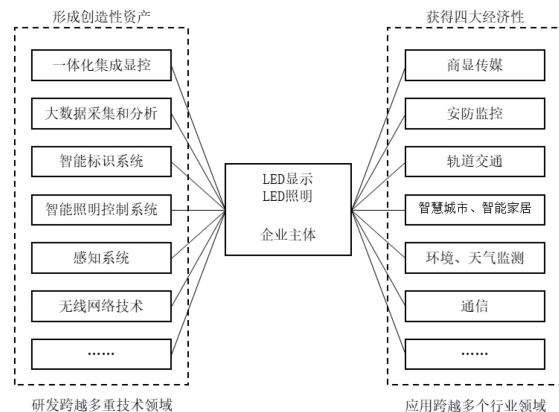 形成创造性资产
一体化集成显控
大数据采集和分析
智能标识系统
智能照明控制系统
感知系统
无线网络技术
……
研发跨越多重技术领域
LED显示
LED照明
企业主体
获得四大经济性
商显传媒
安防监控
轨道交通
智慧城市、智能家居
环境、天气监测
通信
……
应用跨越多个行业领域